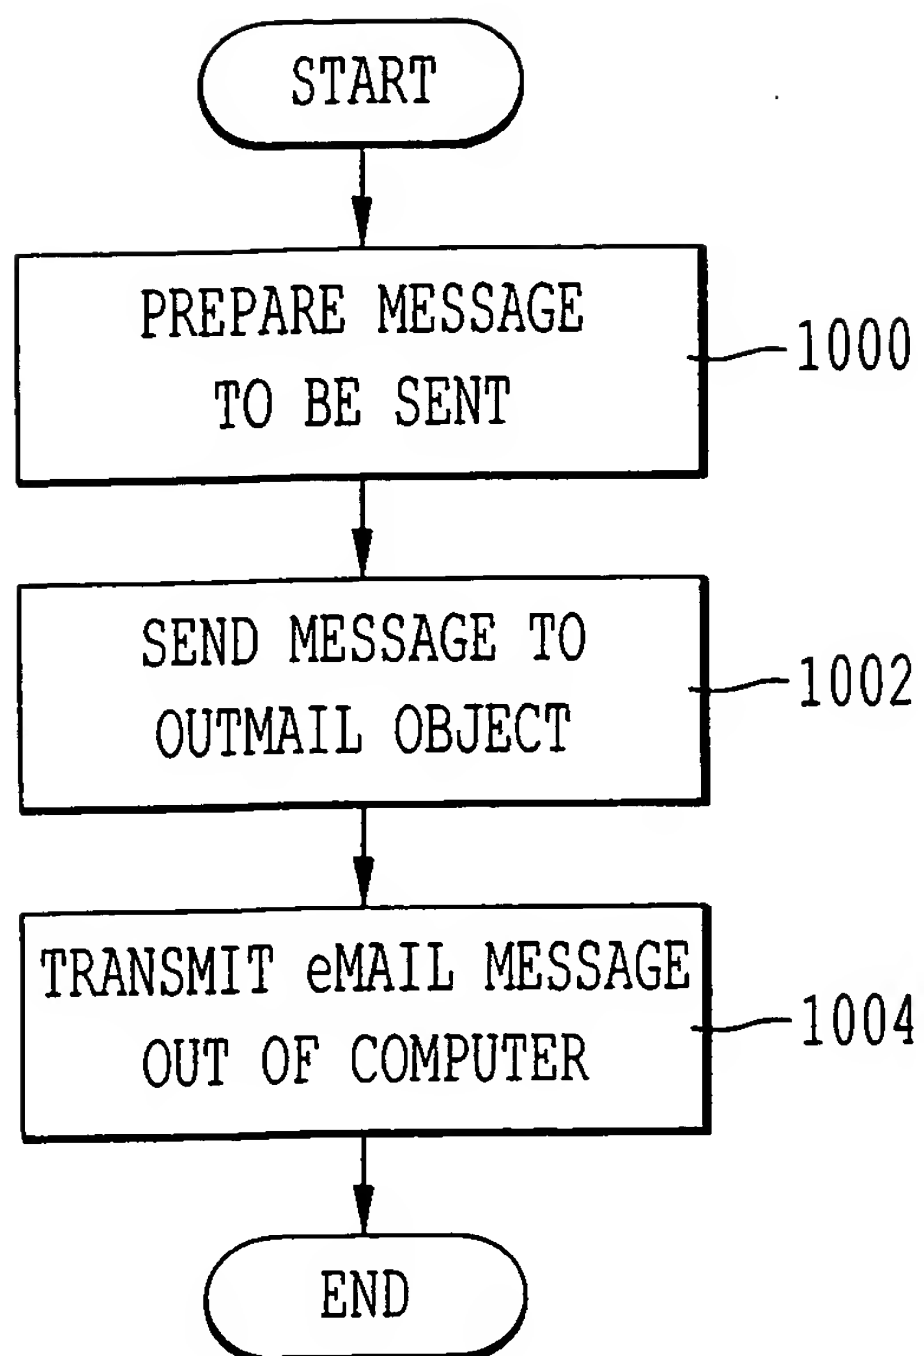 START
PREPARE MESSAGE
TO BE SENT
1000
SEND MESSAGE TO
OUTMAIL OBJECT
1002
TRANSMIT eMAIL MESSAGE
OUT OF COMPUTER
1004
END